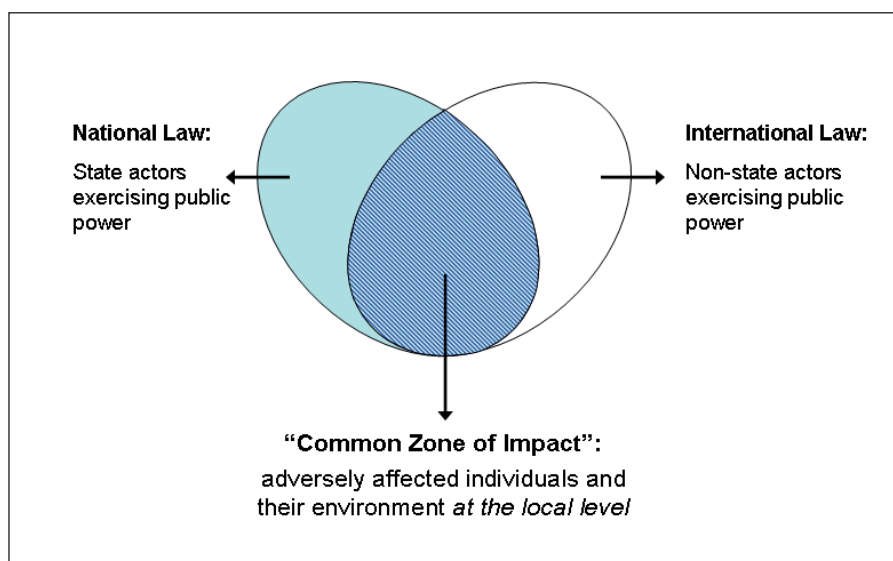 National Law:
State actors
exercising public
power
International Law:
Non-state actors
exercising public
power
“Common Zone of Impact”:
adversely affected individuals and
their environment at the local level